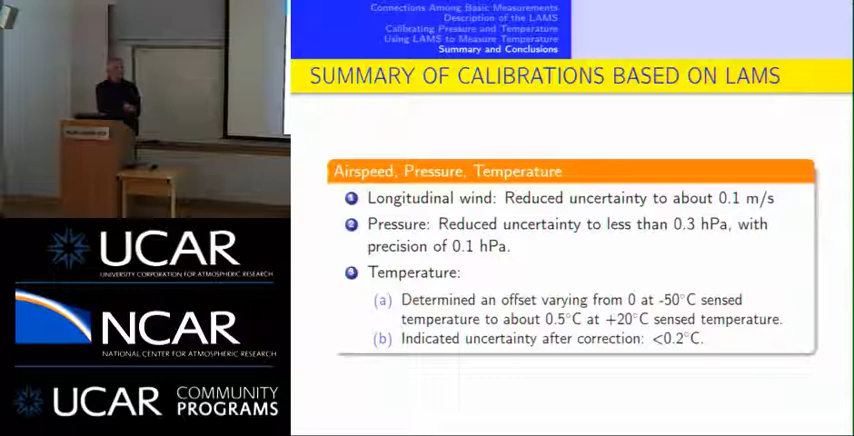 Connections Among Basic Measurements
Description of the LAMS
Calibrating Pressure and Temperature
Using LAMS to Measure Temperature
Summary and Conclusions
SUMMARY OF CALIBRATIONS BASED ON LAMS
Airspeed, Pressure, Temperature
1 Longitudinal wind: Reduced uncertainty to about 0.1 m/s
2 Pressure: Reduced uncertainty to less than 0.3 hPa, with
precision of 0.1 hPa.
3 Temperature:
(a) Determined an offset varying from 0 at -50°C sensed
temperature to about 0.5°C at +20°C sensed temperature.
(b) Indicated uncertainty after correction: <0.2°C.
UCAR
UNIVERSITY CORPORATION FOR ATMOSPHERIC RESEARCH
NCAR
NATIONAL CENTER FOR ATMOSPHERIC RESEARCH
UCAR COMMUNITY
PROGRAMS